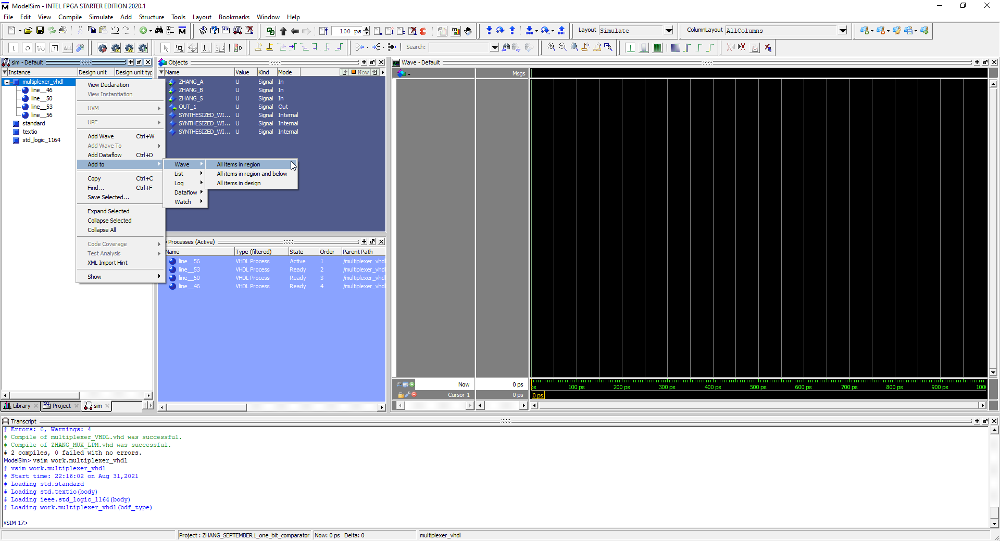 ModelSim - INTEL FPGA STARTER EDITION 2020.1
File Edit View Compile Simulate Add Structure Tools Layout Bookmarks Window Help
100 ps
Layout Simulate
ColumnLayout AllColumns
Search:
sim - Default
Instance Design unit Design unit typ
multiplexer_vhdl
line__46
line__50
line__53
line__56
standard
textio
std_logic_1164
View Declaration
View Instantiation
UVM
UPF
Add Wave Ctrl+W
Add Wave To
Add Dataflow Ctrl+D
Add to
Copy Ctrl+C
Find... Ctrl+F
Save Selected...
Expand Selected
Collapse Selected
Collapse All
Code Coverage
Test Analysis
XML Import Hint
Show
Wave
List
Log
Dataflow
Watch
All items in region
All items in region and below
All items in design
Library Project sim
Objects
Name Value Kind Mode Now
ZHANG_A U Signal In
ZHANG_B U Signal In
ZHANG_S U Signal In
OUT_1 U Signal Out
SYNTHESIZED_WI... U Signal Internal
SYNTHESIZED_WI... U Signal Internal
SYNTHESIZED_WI... U Signal Internal
Processes (Active)
Name Type (filtered) State Order Parent Path
line__56 VHDL Process Active 1 /multiplexer_vhdl
line__53 VHDL Process Ready 2 /multiplexer_vhdl
line__50 VHDL Process Ready 3 /multiplexer_vhdl
line__46 VHDL Process Ready 4 /multiplexer_vhdl
Wave - Default
Msgs
Now 0 ps
Cursor 1 0 ps
ps 100 ps 200 ps 300 ps 400 ps 500 ps 600 ps 700 ps 800 ps 900 ps 100
0 ps
Transcript
# Errors: 0, Warnings: 4
# Compile of multiplexer_VHDL.vhd was successful.
# Compile of ZHANG_MUX_LPM.vhd was successful.
# 2 compiles, 0 failed with no errors.
ModelSim> vsim work.multiplexer_vhdl
# vsim work.multiplexer_vhdl
# Start time: 22:16:02 on Aug 31,2021
# Loading std.standard
# Loading std.textio(body)
# Loading ieee.std_logic_1164(body)
# Loading work.multiplexer_vhdl(bdf_type)
VSIM 17>
Project : ZHANG_SEPTEMBER1_one_bit_comparator Now: 0 ps Delta: 0 multiplexer_vhdl